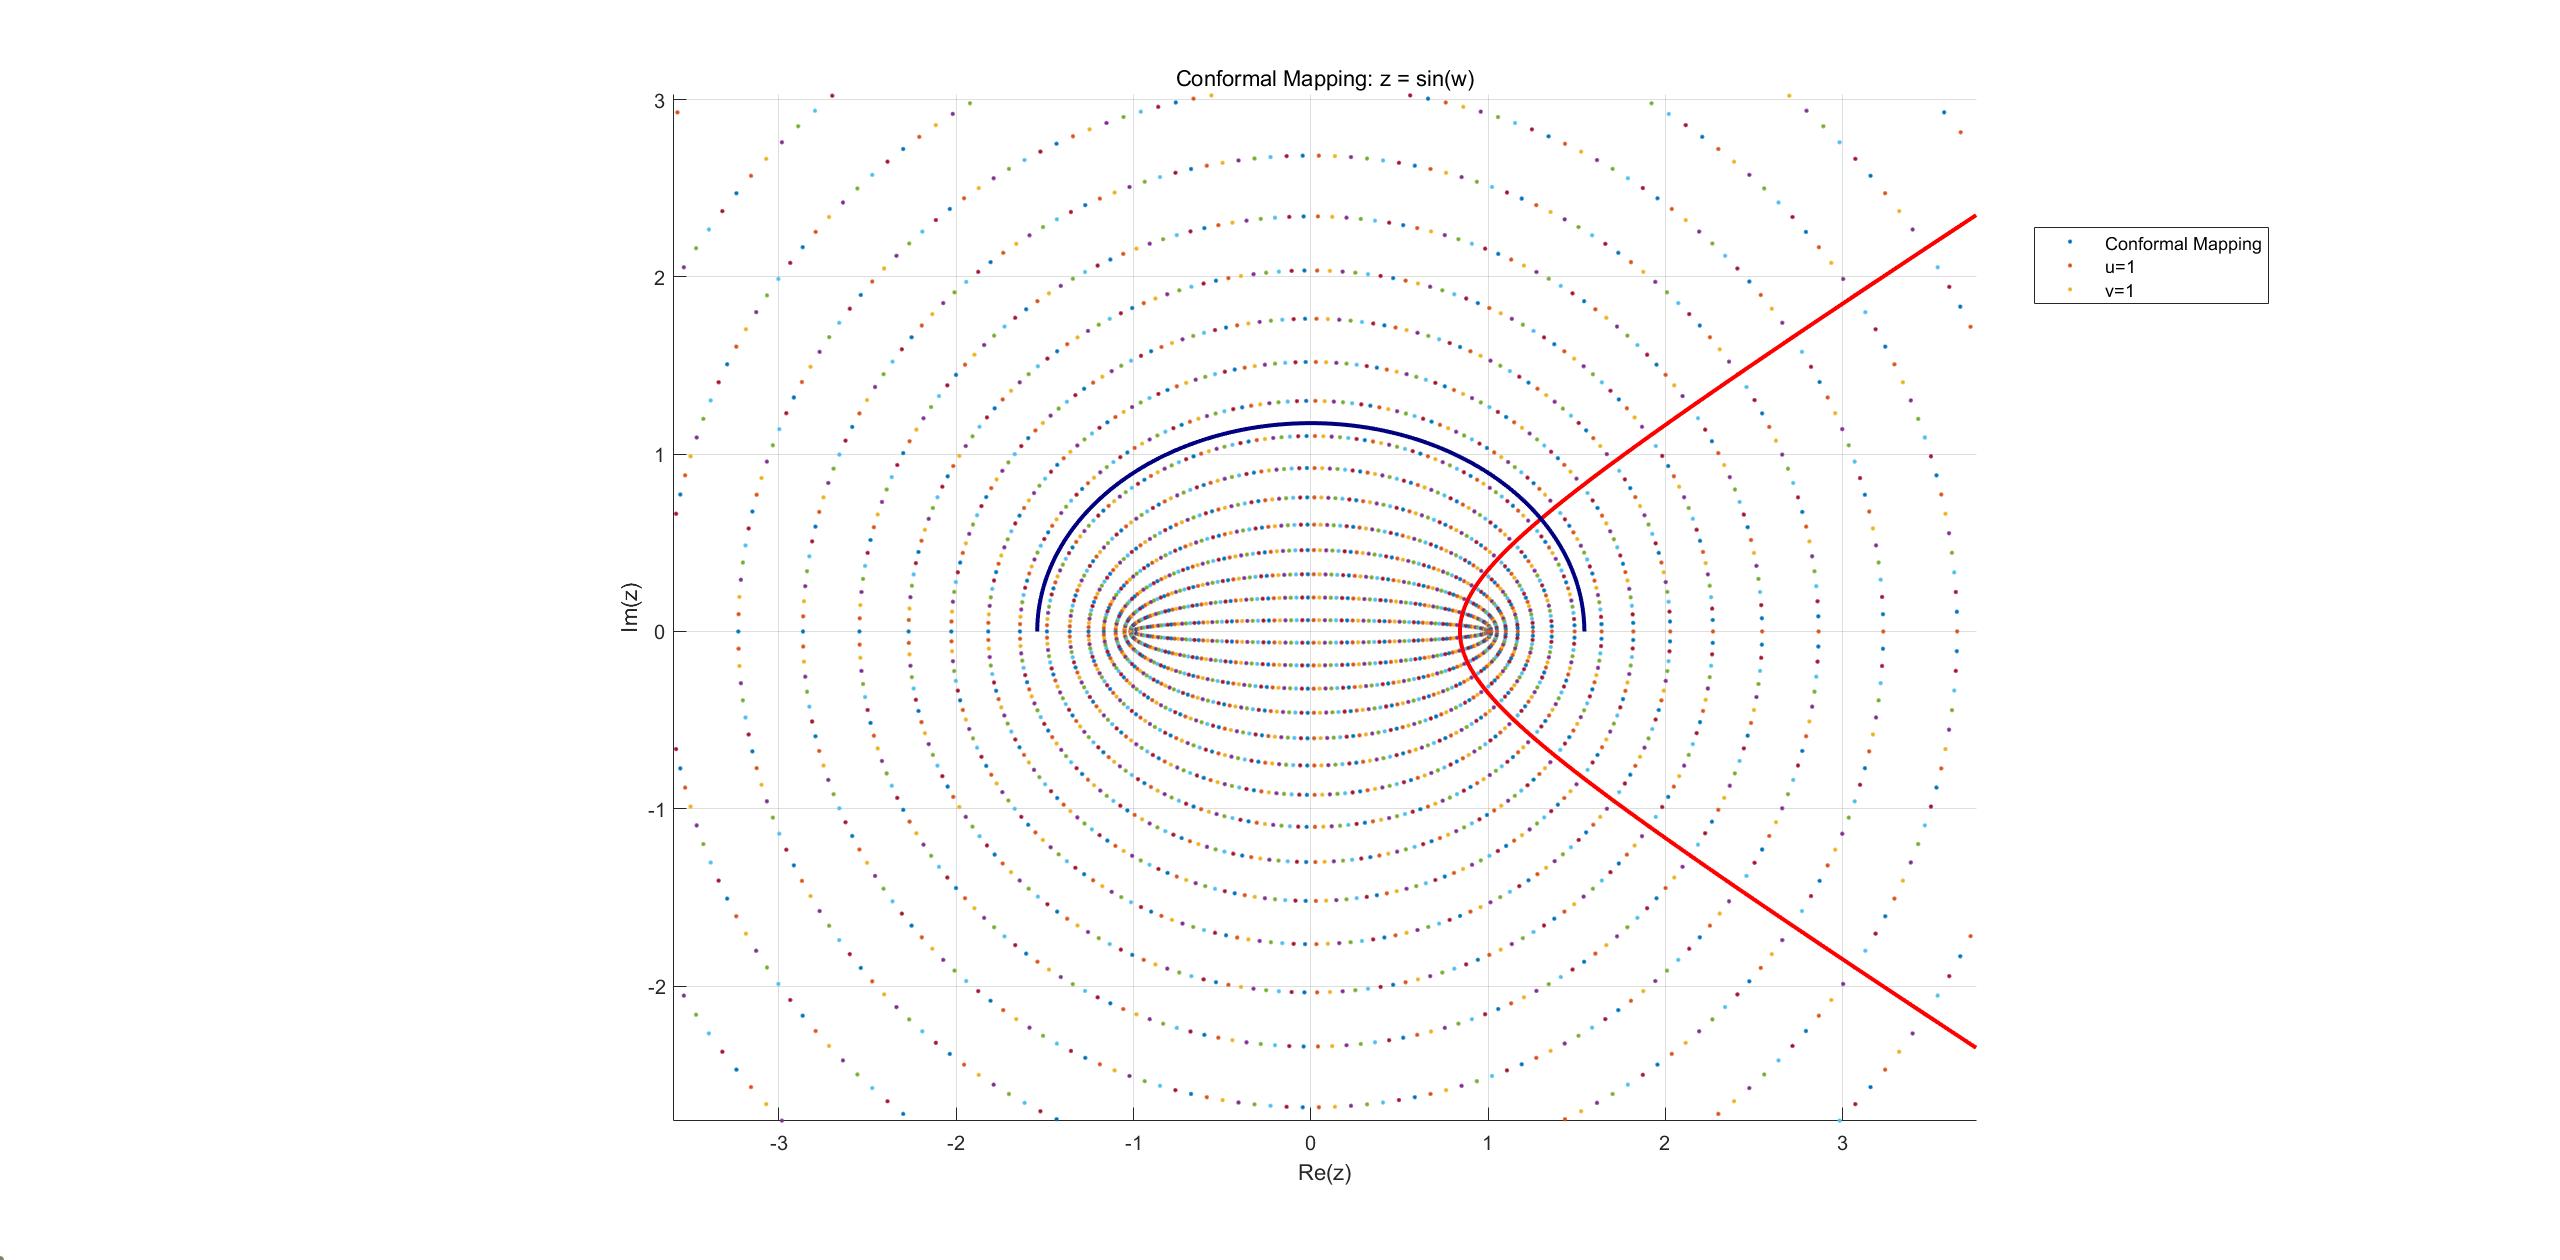 Conformal Mapping: z = sin(w)
3
2
1
0
-1
-2
Im(z)
-3 -2 -1 0 1 2 3
Re(z)
Conformal Mapping
u=1
v=1